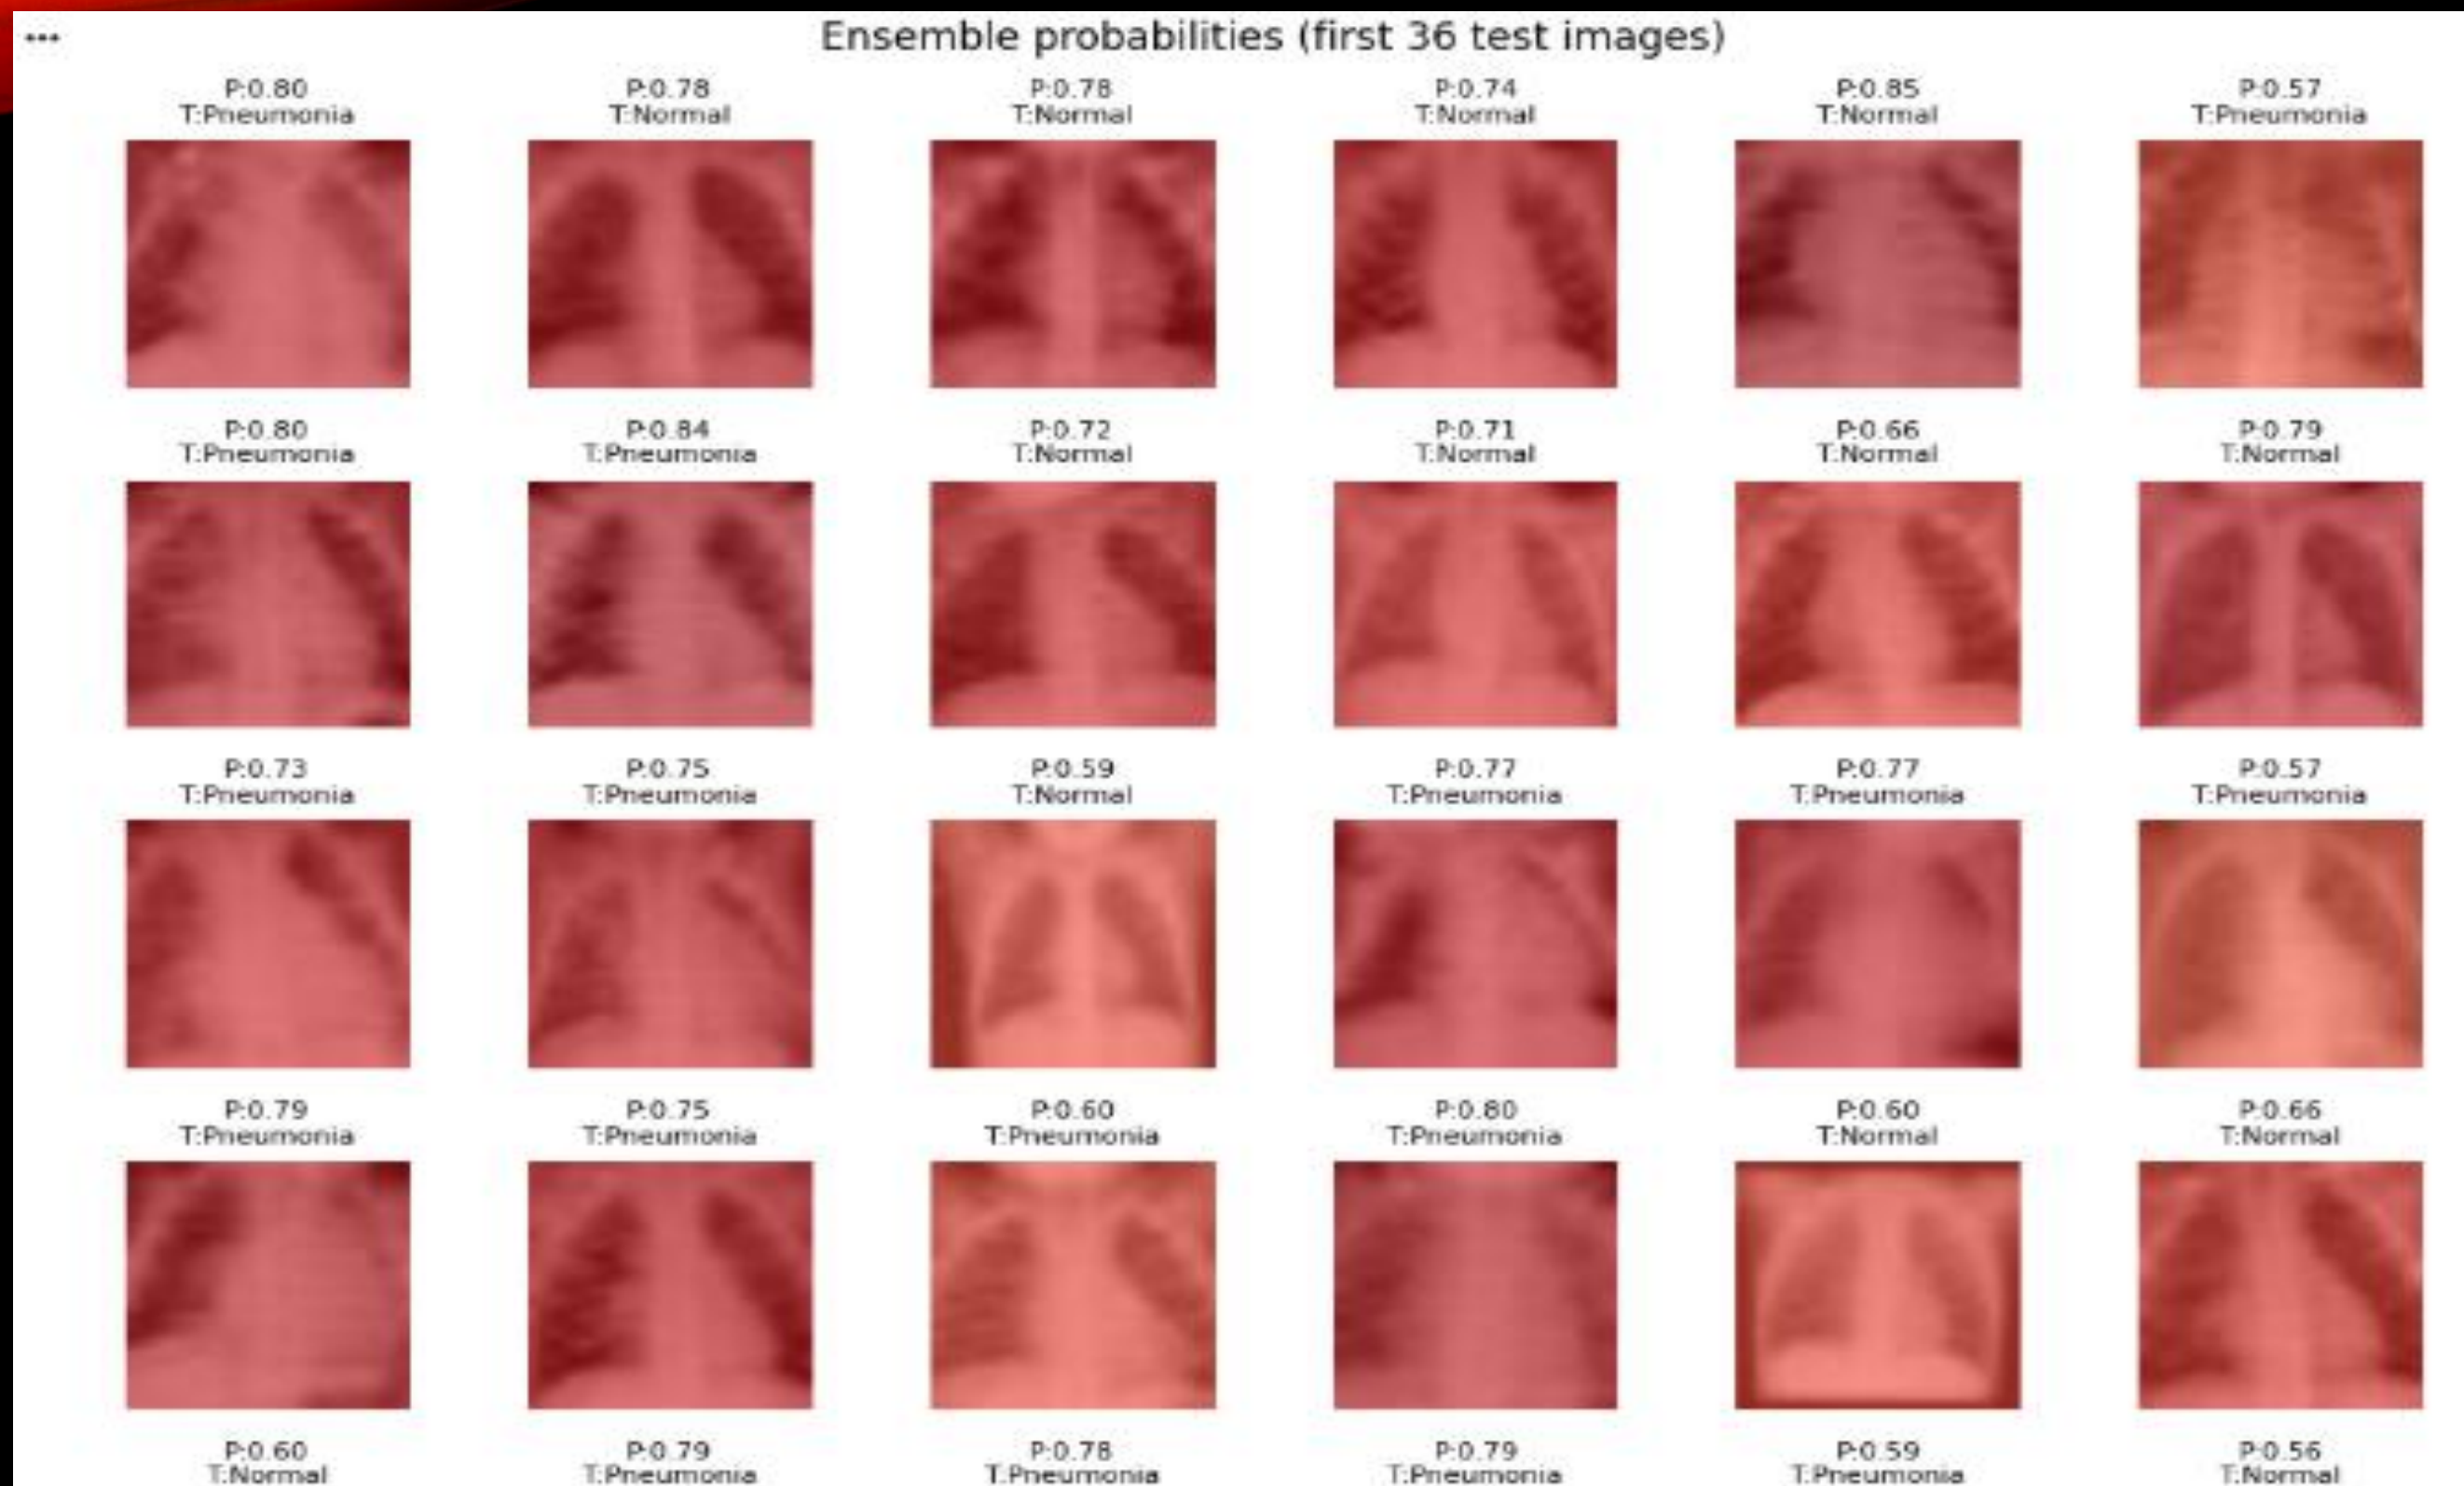 •••
Ensemble probabilities (first 36 test images)
P:0.80 P:0.78 P:0.78 P:0.74 P:0.85 P:0.57
T:Pneumonia T:Normal T:Normal T:Normal T:Normal T:Pneumonia
P:0.80 P:0.84 P:0.72 P:0.71 P:0.66 P:0.79
T:Pneumonia T:Pneumonia T:Normal T:Normal T:Normal T:Normal
P:0.73 P:0.75 P:0.59 P:0.77 P:0.77 P:0.57
T:Pneumonia T:Pneumonia T:Normal T:Pneumonia T:Pneumonia T:Pneumonia
P:0.79 P:0.75 P:0.60 P:0.80 P:0.60 P:0.66
T:Pneumonia T:Pneumonia T:Pneumonia T:Pneumonia T:Normal T:Normal
P:0.60 P:0.79 P:0.78 P:0.79 P:0.59 P:0.56
T:Normal T:Pneumonia T:Pneumonia T:Pneumonia T:Pneumonia T:Normal